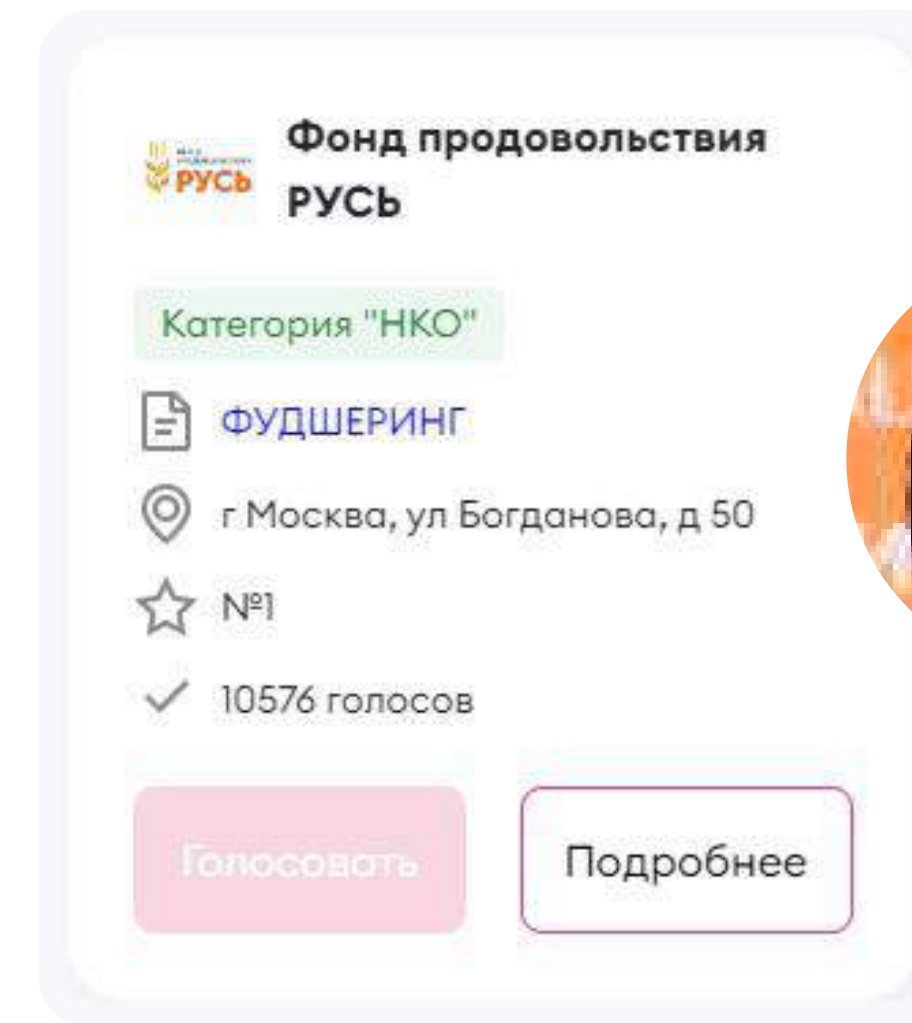 РУСЬ
Фонд продовольствия
РУСЬ
Категория "НКО"
ФУДШЕРИНГ
г Москва, ул Богданова, д 50
№1
10576 голосов
Голосовать
Подробнее